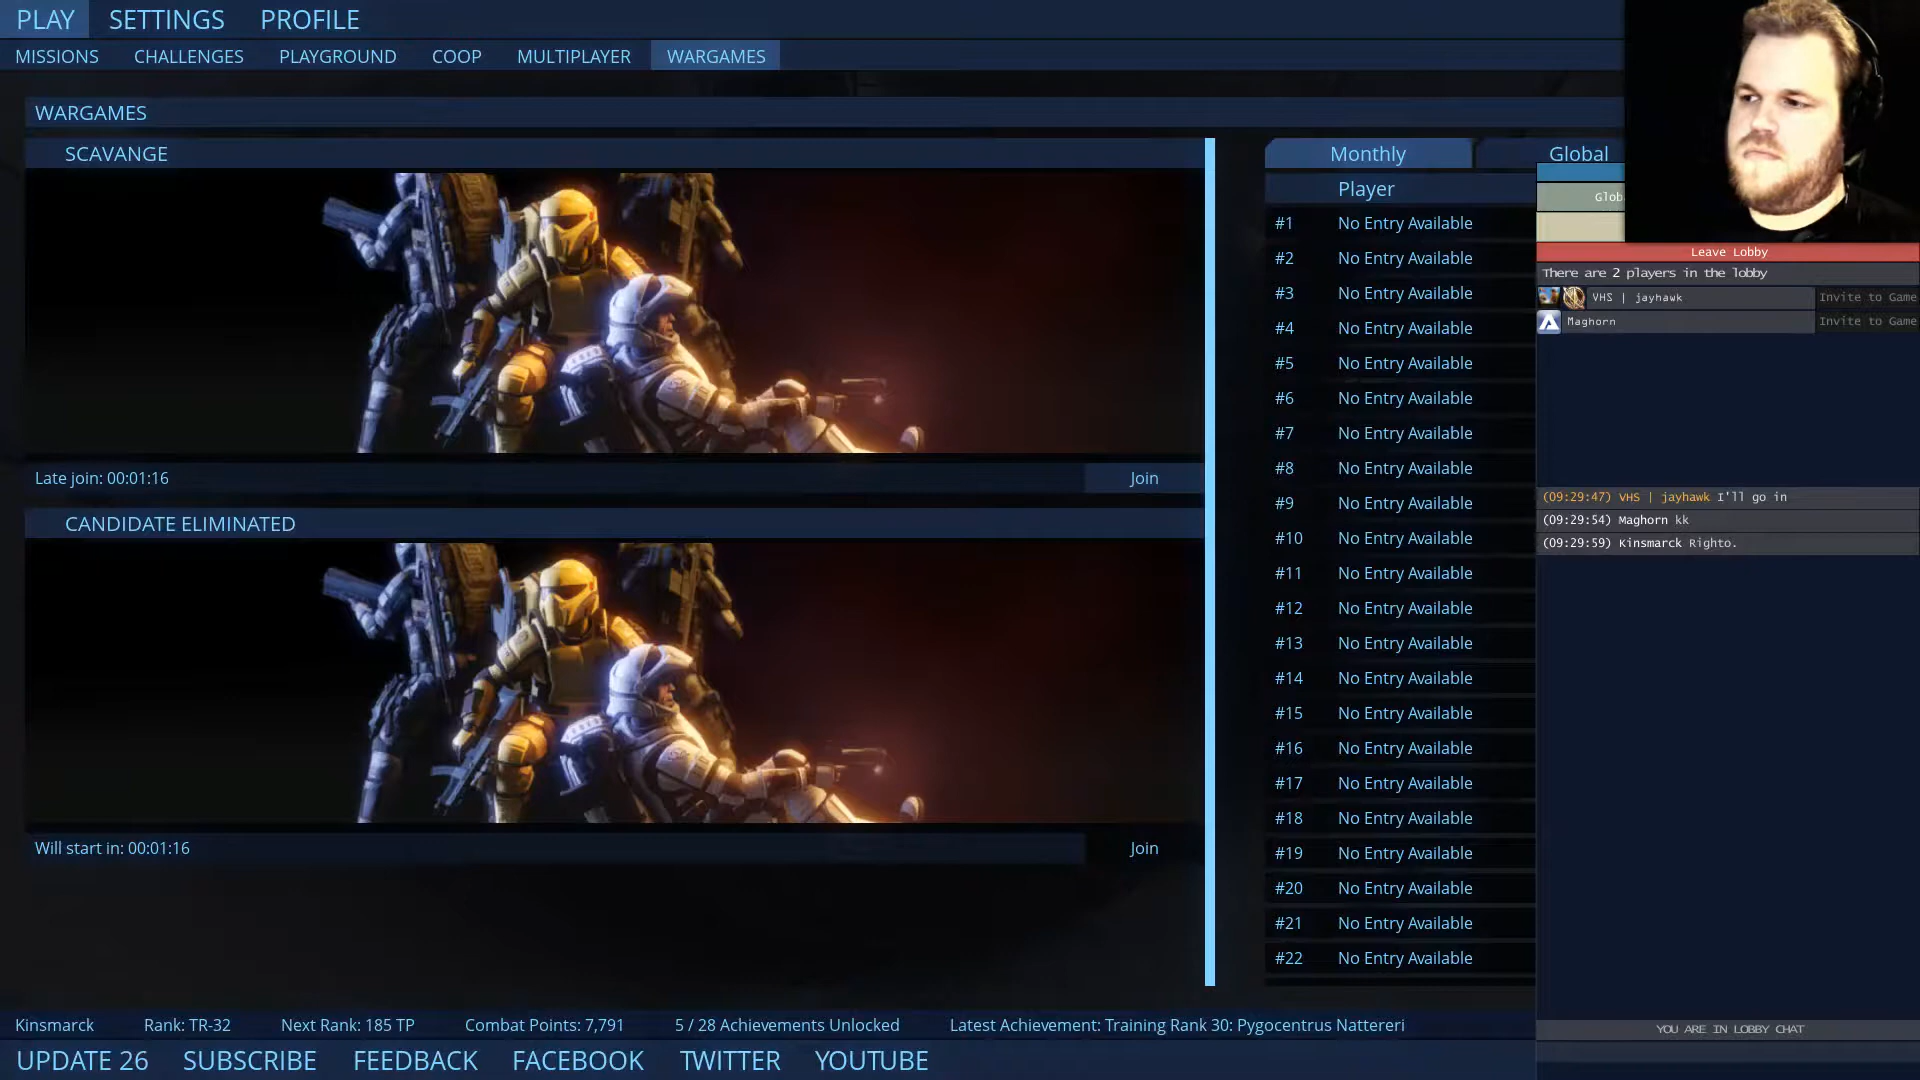 PLAY SETTINGS PROFILE
MISSIONS CHALLENGES PLAYGROUND COOP MULTIPLAYER WARGAMES
WARGAMES
SCAVANGE
Late join: 00:01:16 Join
CANDIDATE ELIMINATED
Will start in: 00:01:16 Join
Monthly Global
Player
#1 No Entry Available
#2 No Entry Available
#3 No Entry Available
#4 No Entry Available
#5 No Entry Available
#6 No Entry Available
#7 No Entry Available
#8 No Entry Available
#9 No Entry Available
#10 No Entry Available
#11 No Entry Available
#12 No Entry Available
#13 No Entry Available
#14 No Entry Available
#15 No Entry Available
#16 No Entry Available
#17 No Entry Available
#18 No Entry Available
#19 No Entry Available
#20 No Entry Available
#21 No Entry Available
#22 No Entry Available
Glob
Leave Lobby
There are 2 players in the lobby
VHS | jayhawk Invite to Game
Maghorn Invite to Game
(09:29:47) VHS | jayhawk I'll go in
(09:29:54) Maghorn kk
(09:29:59) Kinsmarck Righto.
YOU ARE IN LOBBY CHAT
Kinsmarck Rank: TR-32 Next Rank: 185 TP Combat Points: 7,791 5 / 28 Achievements Unlocked Latest Achievement: Training Rank 30: Pygocentrus Nattereri
UPDATE 26 SUBSCRIBE FEEDBACK FACEBOOK TWITTER YOUTUBE